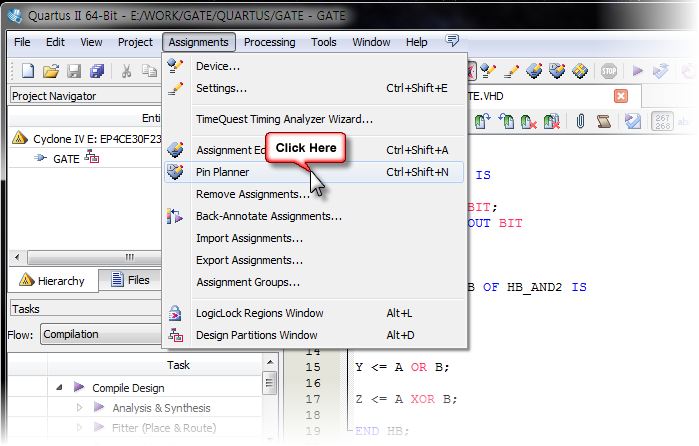 Quartus II 64-Bit - E:/WORK/GATE/QUARTUS/GATE - GATE
File Edit View Project Assignments Processing Tools Window Help
Project Navigator
Device...
Settings... Ctrl+Shift+E
TimeQuest Timing Analyzer Wizard...
Assignment Ed Ctrl+Shift+A
Click Here
Pin Planner Ctrl+Shift+N
Remove Assignments...
Back-Annotate Assignments...
Import Assignments...
Export Assignments...
Assignment Groups...
LogicLock Regions Window Alt+L
Design Partitions Window Alt+D
Enti
Cyclone IV E: EP4CE30F23
GATE
Hierarchy Files
Tasks
Flow: Compilation
Task
Compile Design
Analysis & Synthesis
Fitter (Place & Route)
TE.VHD
STOP
267
268
ab
IS
BIT;
OUT BIT
B OF HB_AND2 IS
14
15 Y <= A OR B;
16
17 Z <= A XOR B;
18
19 END HB;